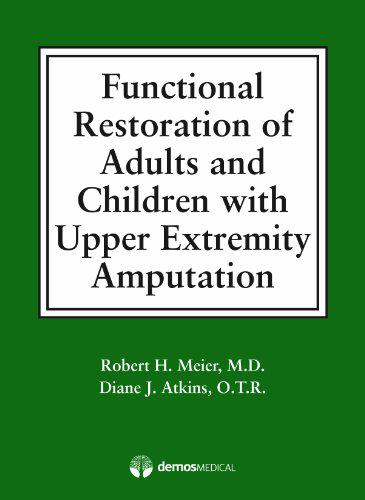 Functional
Restoration of
Adults and
Children with
Upper Extremity
Amputation
Robert H. Meier, M.D.
Diane J. Atkins, O.T.R.
demosMEDICAL